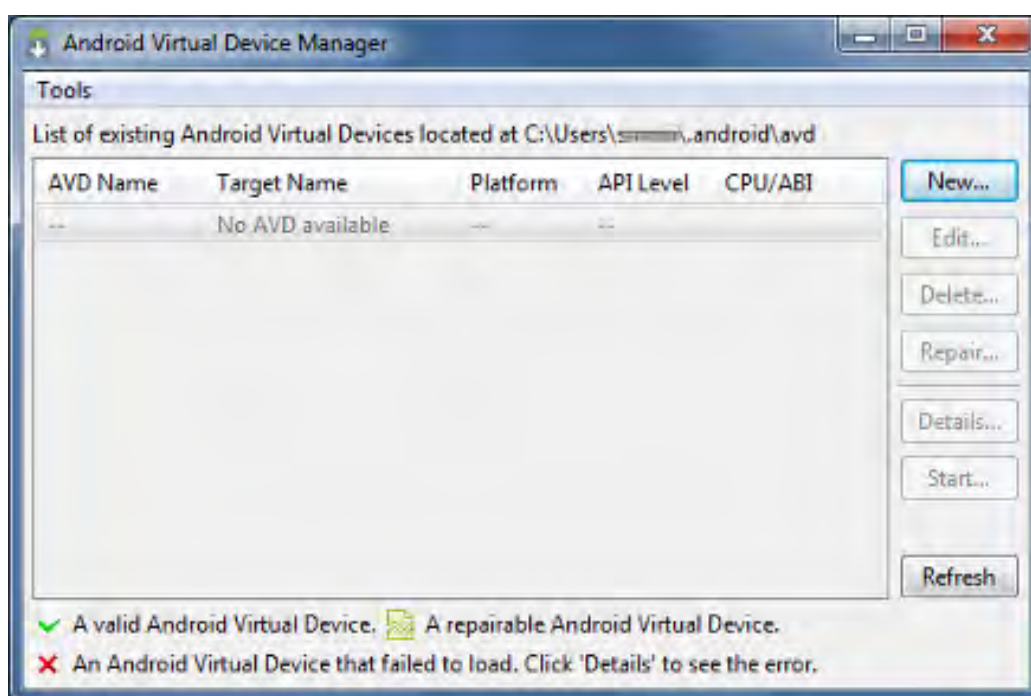 Android Virtual Device Manager
Tools
List of existing Android Virtual Devices located at C:\Users\ \.android\avd
AVD Name Target Name Platform API Level CPU/ABI
-- No AVD available -- --
New...
Edit...
Delete...
Repair...
Details...
Start...
Refresh
A valid Android Virtual Device. A repairable Android Virtual Device.
An Android Virtual Device that failed to load. Click 'Details' to see the error.